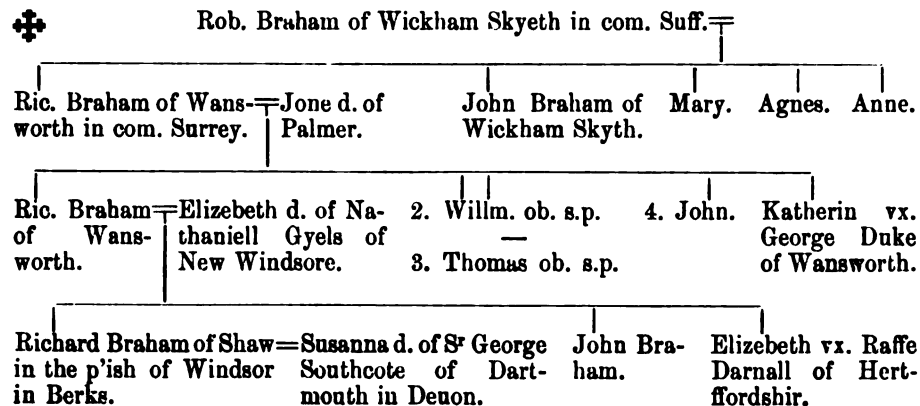 Rob. Braham of Wickham Skyeth in com. Suff.
Ric. Braham of Wans-
worth in com. Surrey.
Jone d. of
Palmer.
John Braham of
Wickham Skyth.
Mary.
Agnes.
Anne.
Ric. Braham
of Wans-
worth.
Elizebeth d. of Na-
thaniell Gyels of
New Windsore.
2. Willm. ob. s.p.
—
3. Thomas ob. s.p.
4. John.
Katherin vx.
George Duke
of Wansworth.
Richard Braham of Shaw
in the p'ish of Windsor
in Berks.
=
Susanna d. of Sr George
Southcote of Dart-
mouth in Deuon.
John Bra-
ham.
Elizebeth vx. Raffe
Darnall of Hert-
ffordshir.